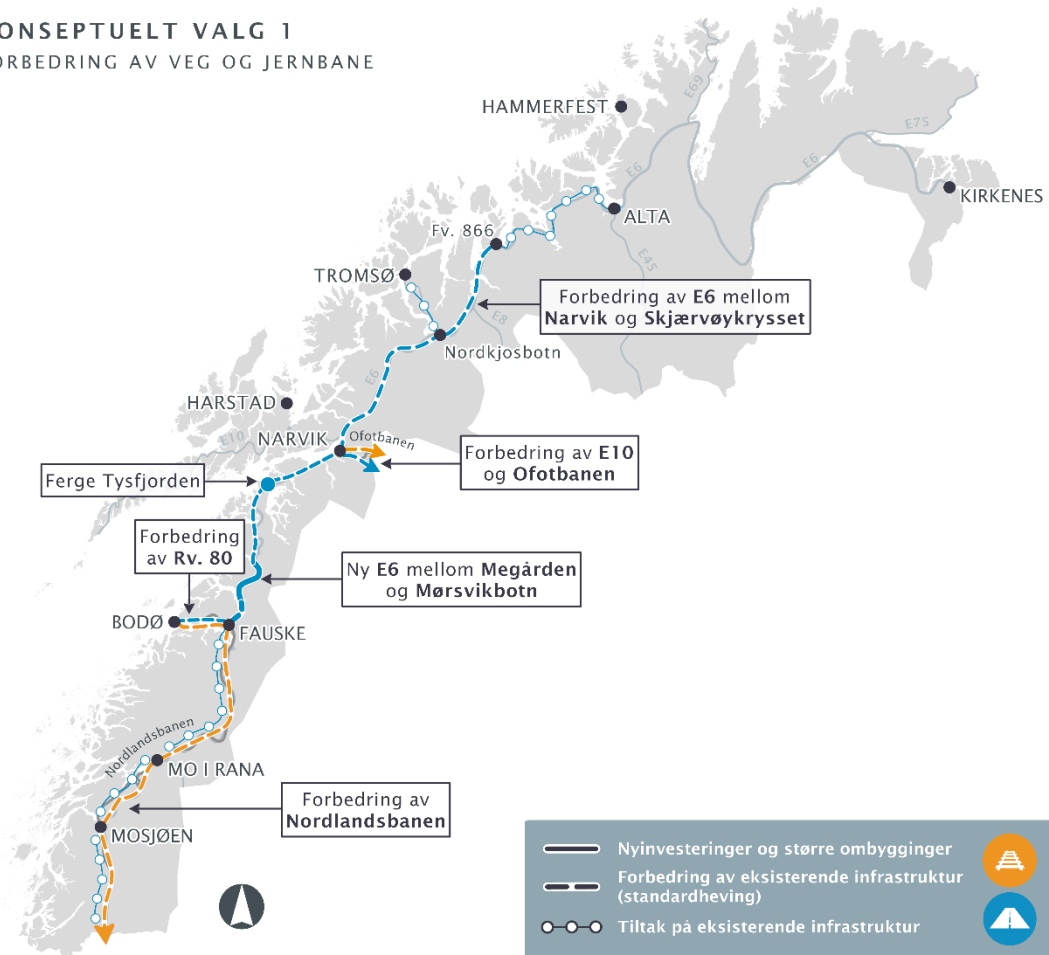 ONSEPTUELT VALG 1
ORBEDRING AV VEG OG JERNBANE
HAMMERFEST
E69
E75
E6
E6
KIRKENES
ALTA
Fv. 866
E45
TROMSØ
Forbedring av E6 mellom
Narvik og Skjærvøykrysset
E8
Nordkjosbotn
E6
HARSTAD
E10
NARVIK
Ofotbanen
Forbedring av E10
og Ofotbanen
Ferge Tysfjorden
Forbedring
av Rv. 80
Ny E6 mellom Megården
og Mørsvikbotn
BODØ
FAUSKE
Nordlandsbanen
MO I RANA
Forbedring av
Nordlandsbanen
MOSJØEN
Nyinvesteringer og større ombygginger
Forbedring av eksisterende infrastruktur
(standardheving)
Tiltak på eksisterende infrastruktur